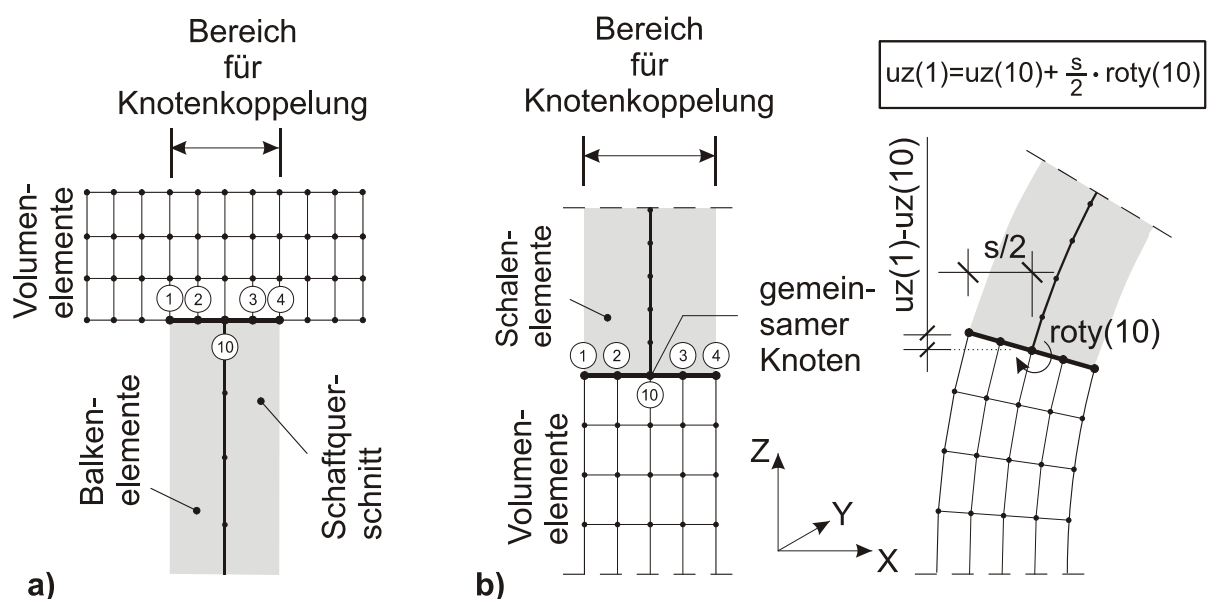 Bereich
für
Knotenkoppelung
Volumen-
elemente
1
2
3
4
10
Balken-
elemente
Schaftquer-
schnitt
a)
Bereich
für
Knotenkoppelung
Schalen-
elemente
1
2
3
4
10
gemein-
samer
Knoten
Volumen-
elemente
Z
Y
X
b)
uz(1)=uz(10)+ s/2 · roty(10)
uz(1)-uz(10)
s/2
roty(10)